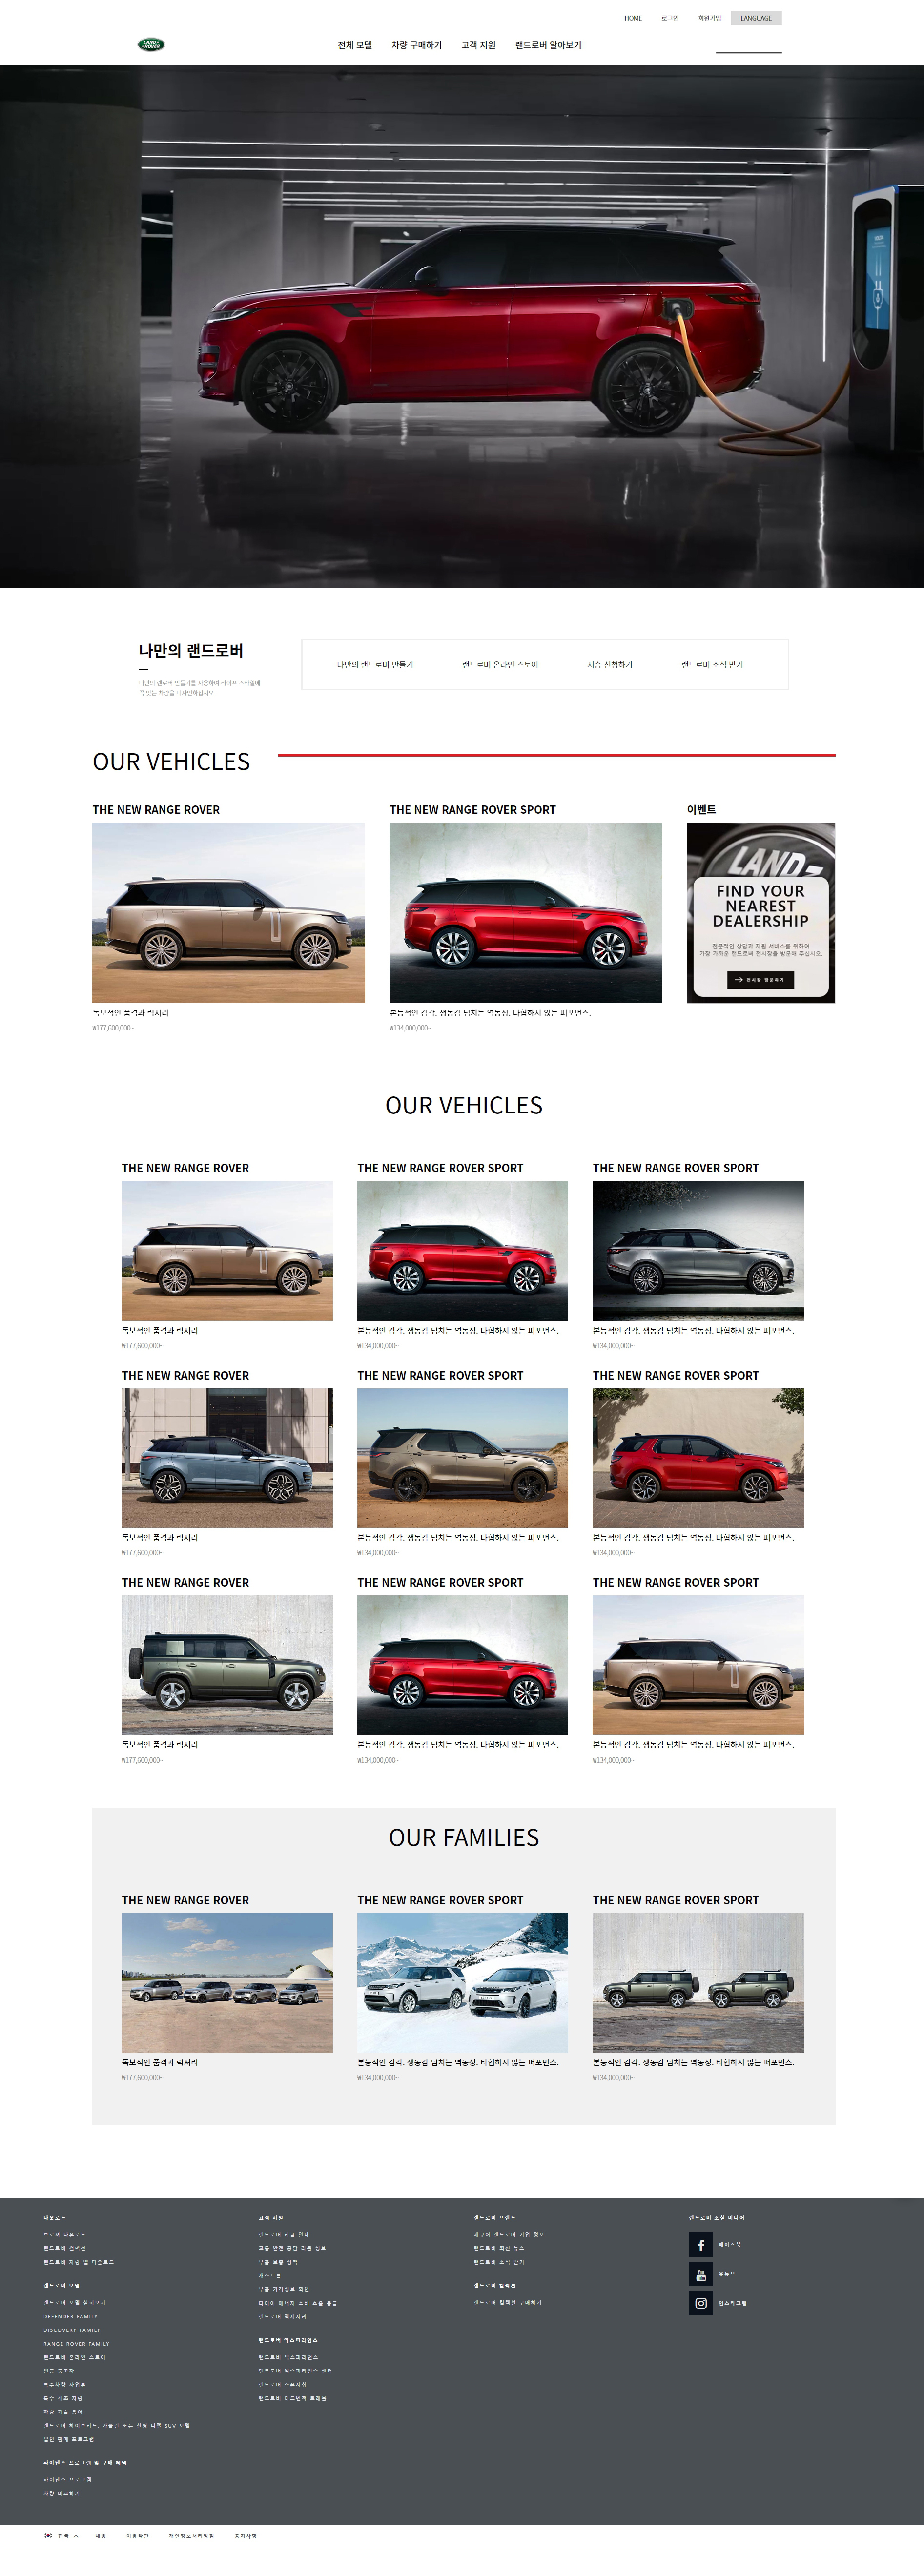 HOME 로그인 회원가입 LANGUAGE
LAND ROVER
전체 모델 차량 구매하기 고객 지원 랜드로버 알아보기
나만의 랜드로버
나만의 랜로버 만들기를 사용하여 라이프 스타일에
꼭 맞는 차량을 디자인하십시오.
나만의 랜드로버 만들기 랜드로버 온라인 스토어 시승 신청하기 랜드로버 소식 받기
OUR VEHICLES
THE NEW RANGE ROVER THE NEW RANGE ROVER SPORT 이벤트
FIND YOUR
NEAREST
DEALERSHIP
전문적인 상담과 지원 서비스를 위하여
가장 가까운 랜드로버 전시장을 방문해 주십시오.
전시장 방문하기
독보적인 품격과 럭셔리 본능적인 감각. 생동감 넘치는 역동성. 타협하지 않는 퍼포먼스.
₩177,600,000~ ₩134,000,000~
OUR VEHICLES
THE NEW RANGE ROVER THE NEW RANGE ROVER SPORT THE NEW RANGE ROVER SPORT
독보적인 품격과 럭셔리 본능적인 감각. 생동감 넘치는 역동성. 타협하지 않는 퍼포먼스. 본능적인 감각. 생동감 넘치는 역동성. 타협하지 않는 퍼포먼스.
₩177,600,000~ ₩134,000,000~ ₩134,000,000~
THE NEW RANGE ROVER THE NEW RANGE ROVER SPORT THE NEW RANGE ROVER SPORT
독보적인 품격과 럭셔리 본능적인 감각. 생동감 넘치는 역동성. 타협하지 않는 퍼포먼스. 본능적인 감각. 생동감 넘치는 역동성. 타협하지 않는 퍼포먼스.
₩177,600,000~ ₩134,000,000~ ₩134,000,000~
THE NEW RANGE ROVER THE NEW RANGE ROVER SPORT THE NEW RANGE ROVER SPORT
독보적인 품격과 럭셔리 본능적인 감각. 생동감 넘치는 역동성. 타협하지 않는 퍼포먼스. 본능적인 감각. 생동감 넘치는 역동성. 타협하지 않는 퍼포먼스.
₩177,600,000~ ₩134,000,000~ ₩134,000,000~
OUR FAMILIES
THE NEW RANGE ROVER THE NEW RANGE ROVER SPORT THE NEW RANGE ROVER SPORT
독보적인 품격과 럭셔리 본능적인 감각. 생동감 넘치는 역동성. 타협하지 않는 퍼포먼스. 본능적인 감각. 생동감 넘치는 역동성. 타협하지 않는 퍼포먼스.
₩177,600,000~ ₩134,000,000~ ₩134,000,000~
다운로드
브로셔 다운로드
랜드로버 컬렉션
랜드로버 차량 앱 다운로드
랜드로버 모델
랜드로버 모델 살펴보기
DEFENDER FAMILY
DISCOVERY FAMILY
RANGE ROVER FAMILY
랜드로버 온라인 스토어
인증 중고차
특수차량 사업부
특수 개조 차량
차량 기술 용어
랜드로버 하이브리드, 가솔린 또는 신형 디젤 SUV 모델
법인 판매 프로그램
파이낸스 프로그램 및 구매 혜택
파이낸스 프로그램
차량 비교하기
고객 지원
랜드로버 리콜 안내
교통 안전 공단 리콜 정보
부품 보증 정책
캐스트롤
부품 가격정보 확인
타이어 에너지 소비 효율 등급
랜드로버 액세서리
랜드로버 익스피리언스
랜드로버 익스피리언스
랜드로버 익스피리언스 센터
랜드로버 스폰서십
랜드로버 어드벤처 트래블
랜드로버 브랜드
재규어 랜드로버 기업 정보
랜드로버 최신 뉴스
랜드로버 소식 받기
랜드로버 컬렉션
랜드로버 컬렉션 구매하기
랜드로버 소셜 미디어
페이스북
유튜브
인스타그램
한국 채용 이용약관 개인정보처리방침 공지사항